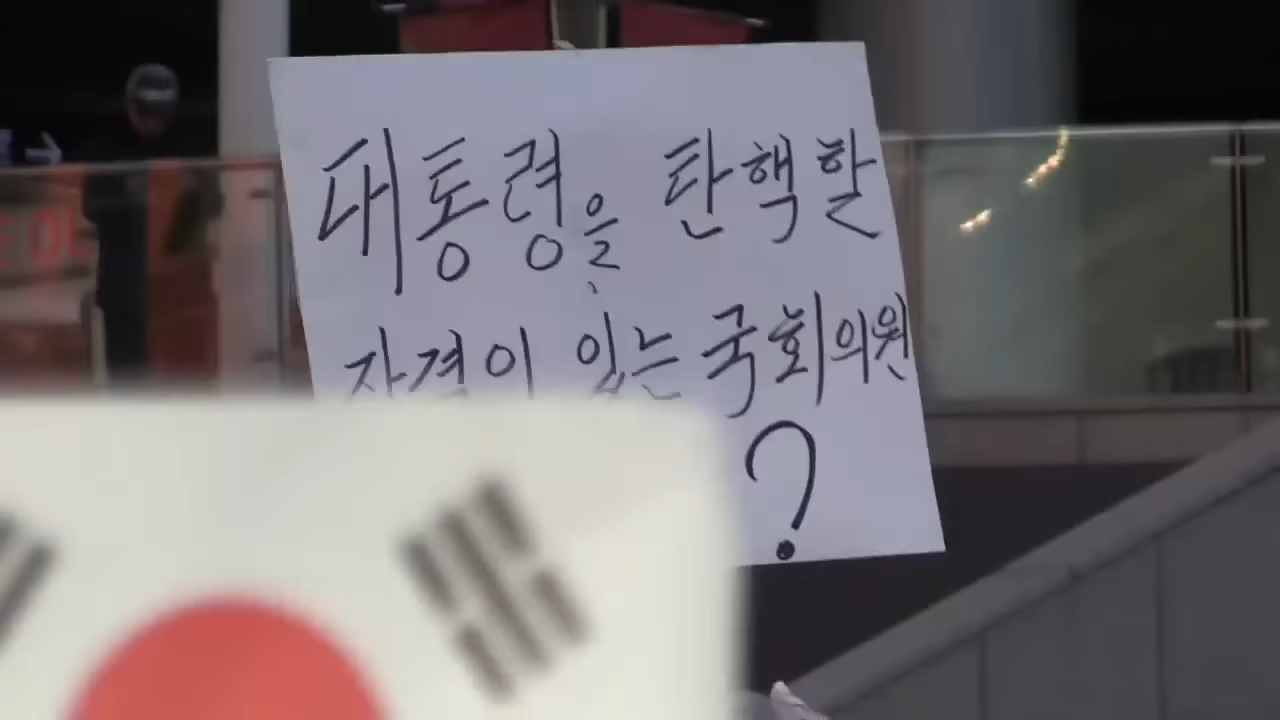 대통령을 탄핵할
자격이 있는 국회의원
?